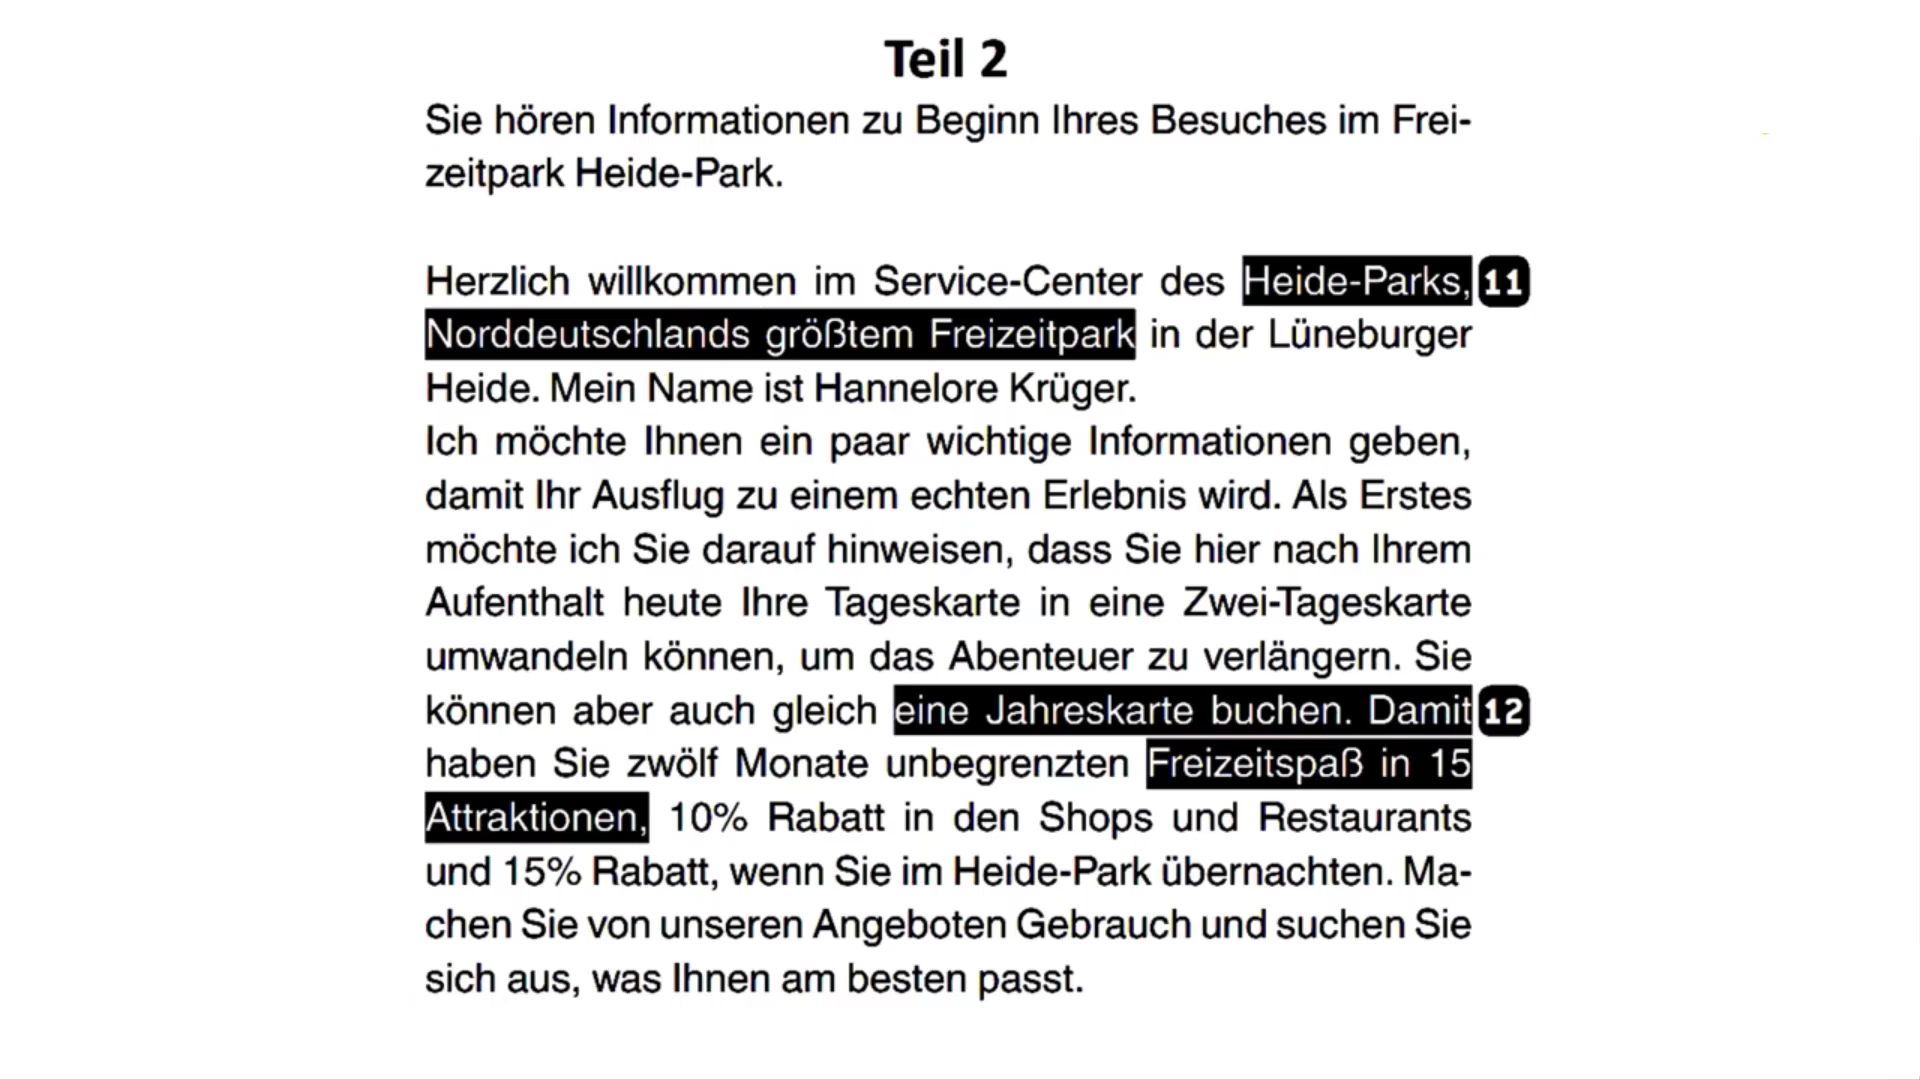 Teil 2
Sie hören Informationen zu Beginn Ihres Besuches im Frei-
zeitpark Heide-Park.
Herzlich willkommen im Service-Center des Heide-Parks, 11
Norddeutschlands größtem Freizeitpark in der Lüneburger
Heide. Mein Name ist Hannelore Krüger.
Ich möchte Ihnen ein paar wichtige Informationen geben,
damit Ihr Ausflug zu einem echten Erlebnis wird. Als Erstes
möchte ich Sie darauf hinweisen, dass Sie hier nach Ihrem
Aufenthalt heute Ihre Tageskarte in eine Zwei-Tageskarte
umwandeln können, um das Abenteuer zu verlängern. Sie
können aber auch gleich eine Jahreskarte buchen. Damit 12
haben Sie zwölf Monate unbegrenzten Freizeitspaß in 15
Attraktionen, 10% Rabatt in den Shops und Restaurants
und 15% Rabatt, wenn Sie im Heide-Park übernachten. Ma-
chen Sie von unseren Angeboten Gebrauch und suchen Sie
sich aus, was Ihnen am besten passt.